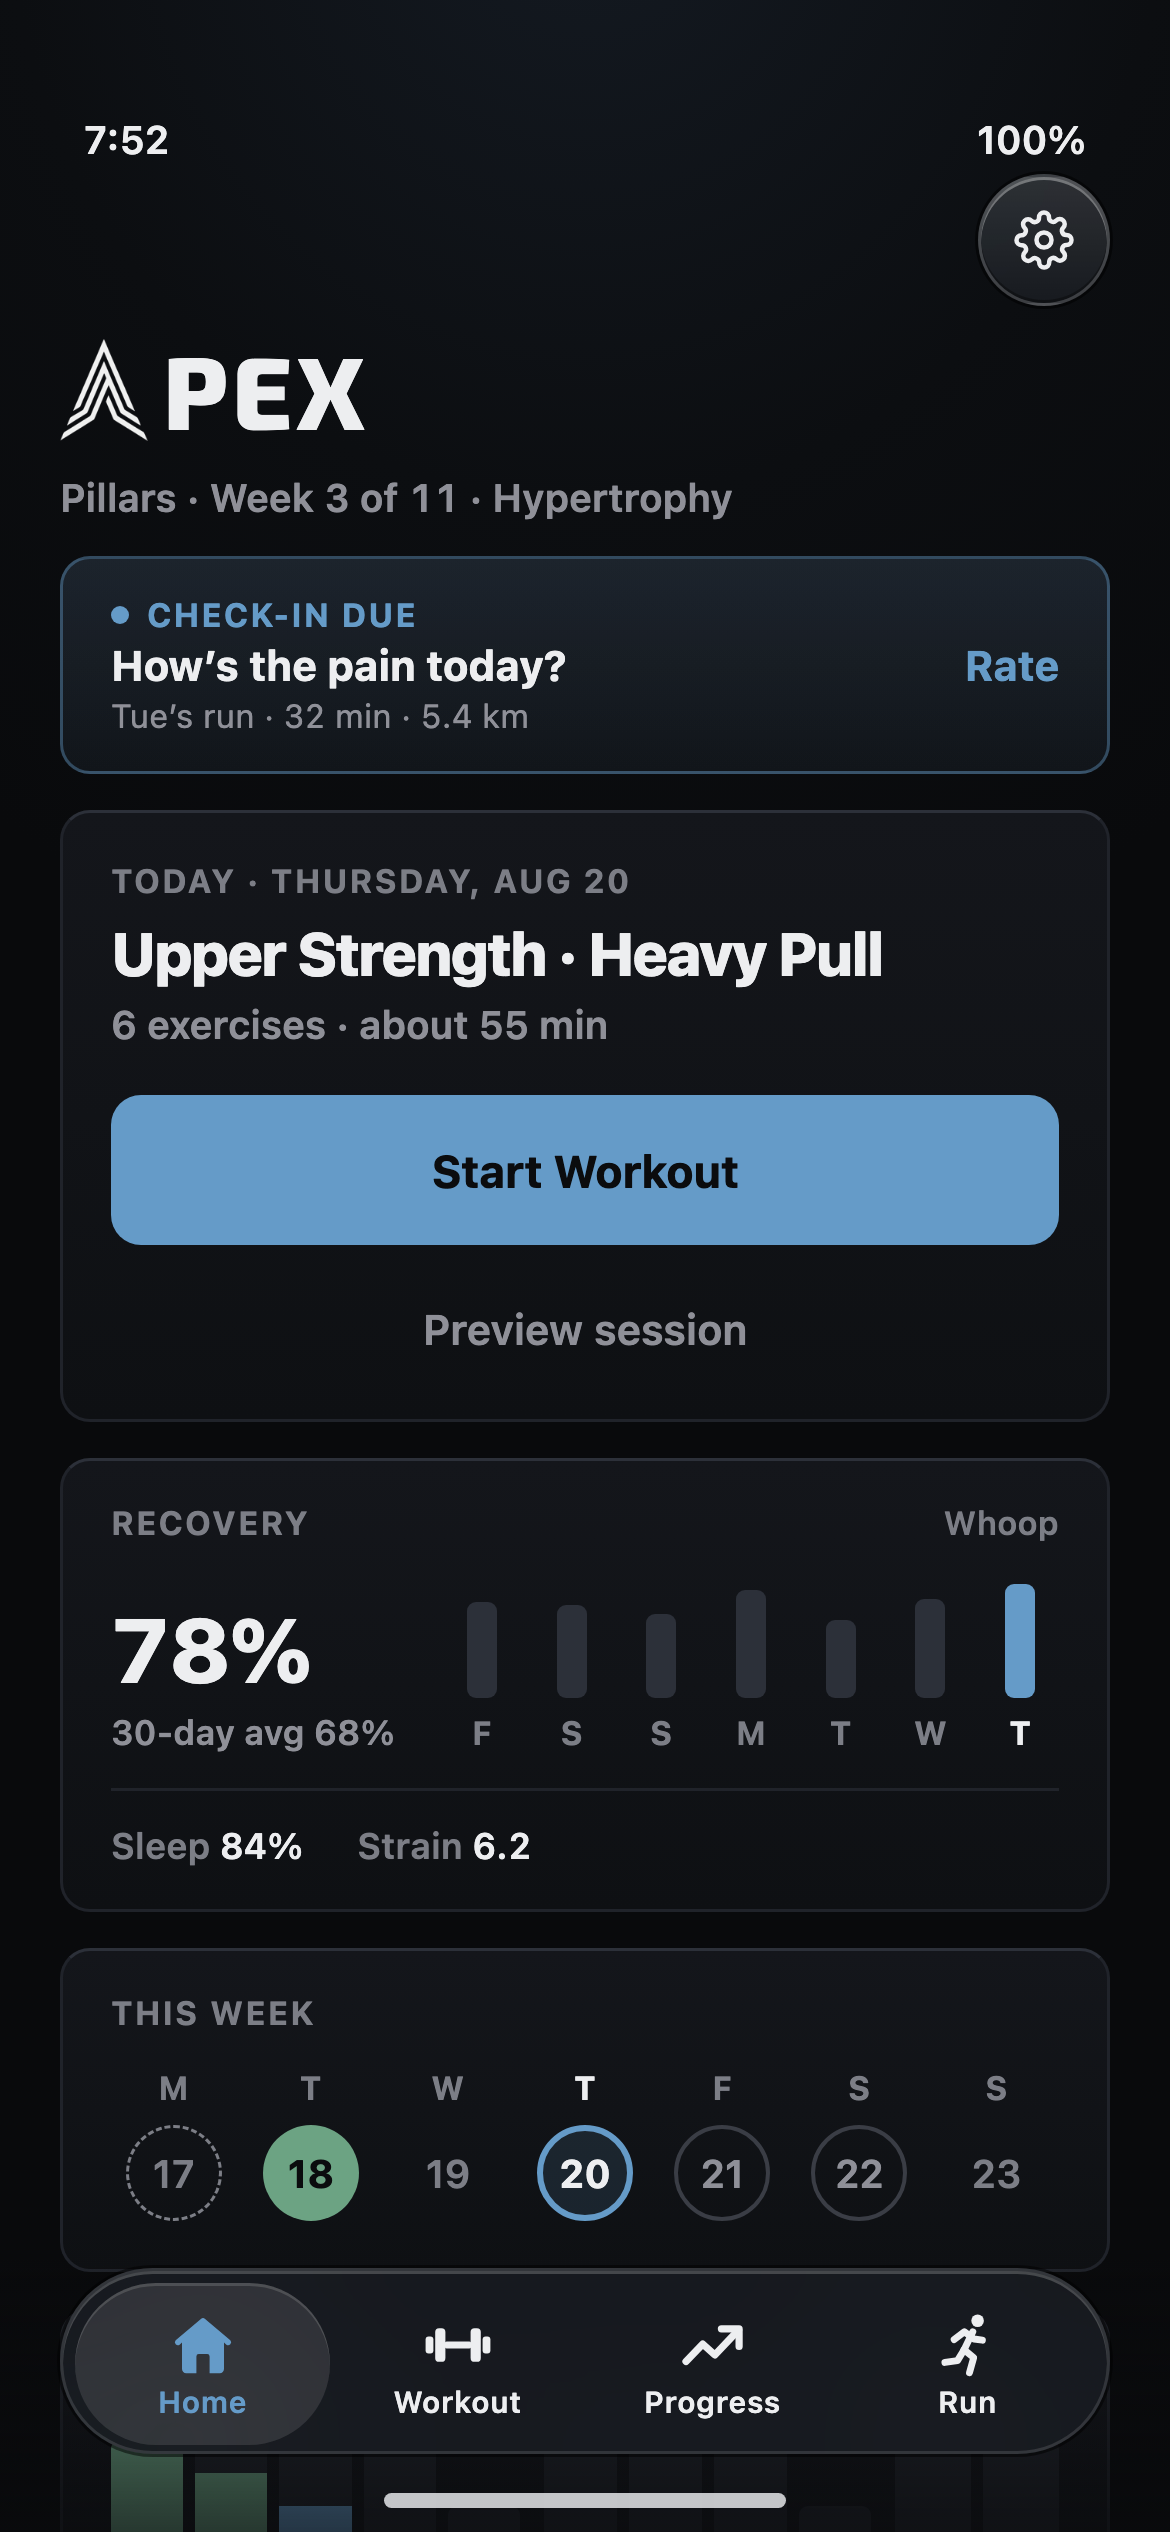 7:52 100%
APEX
Pillars · Week 3 of 11 · Hypertrophy
CHECK-IN DUE
How’s the pain today? Rate
Tue’s run · 32 min · 5.4 km
TODAY · THURSDAY, AUG 20
Upper Strength · Heavy Pull
6 exercises · about 55 min
Start Workout
Preview session
RECOVERY Whoop
78%
30-day avg 68% F S S M T W T
Sleep 84% Strain 6.2
THIS WEEK
M T W T F S S
17 18 19 20 21 22 23
Home Workout Progress Run